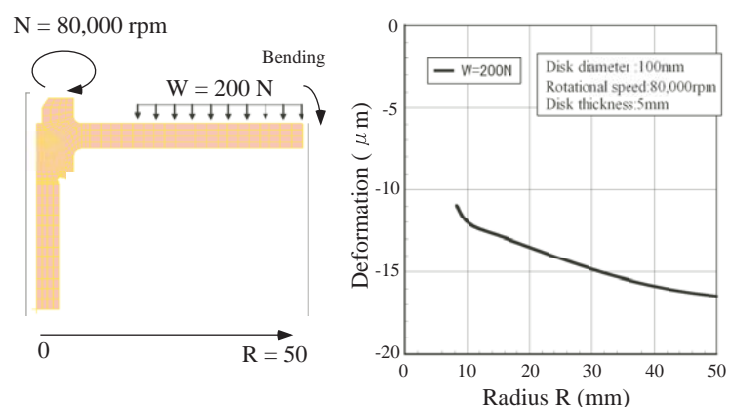 N = 80,000 rpm
Bending
W = 200 N
0
R = 50
Deformation ( μm)
0
-5
-10
-15
-20
W=200N
Disk diameter :100mm
Rotational speed:80,000rpm
Disk thickness:5mm
0 10 20 30 40 50
Radius R (mm)